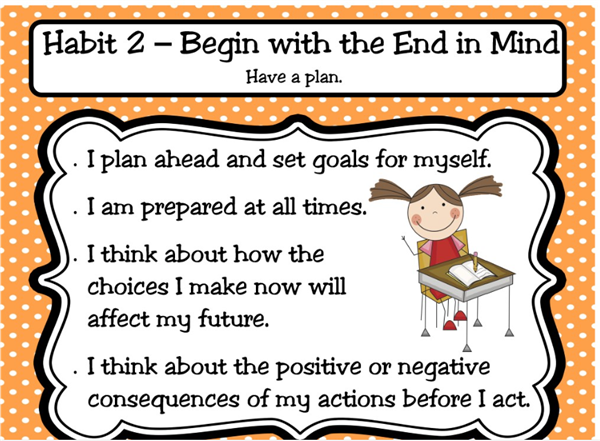 Habit 2 – Begin with the End in Mind
Have a plan.
. I plan ahead and set goals for myself.
. I am prepared at all times.
. I think about how the
choices I make now will
affect my future.
. I think about the positive or negative
consequences of my actions before I act.